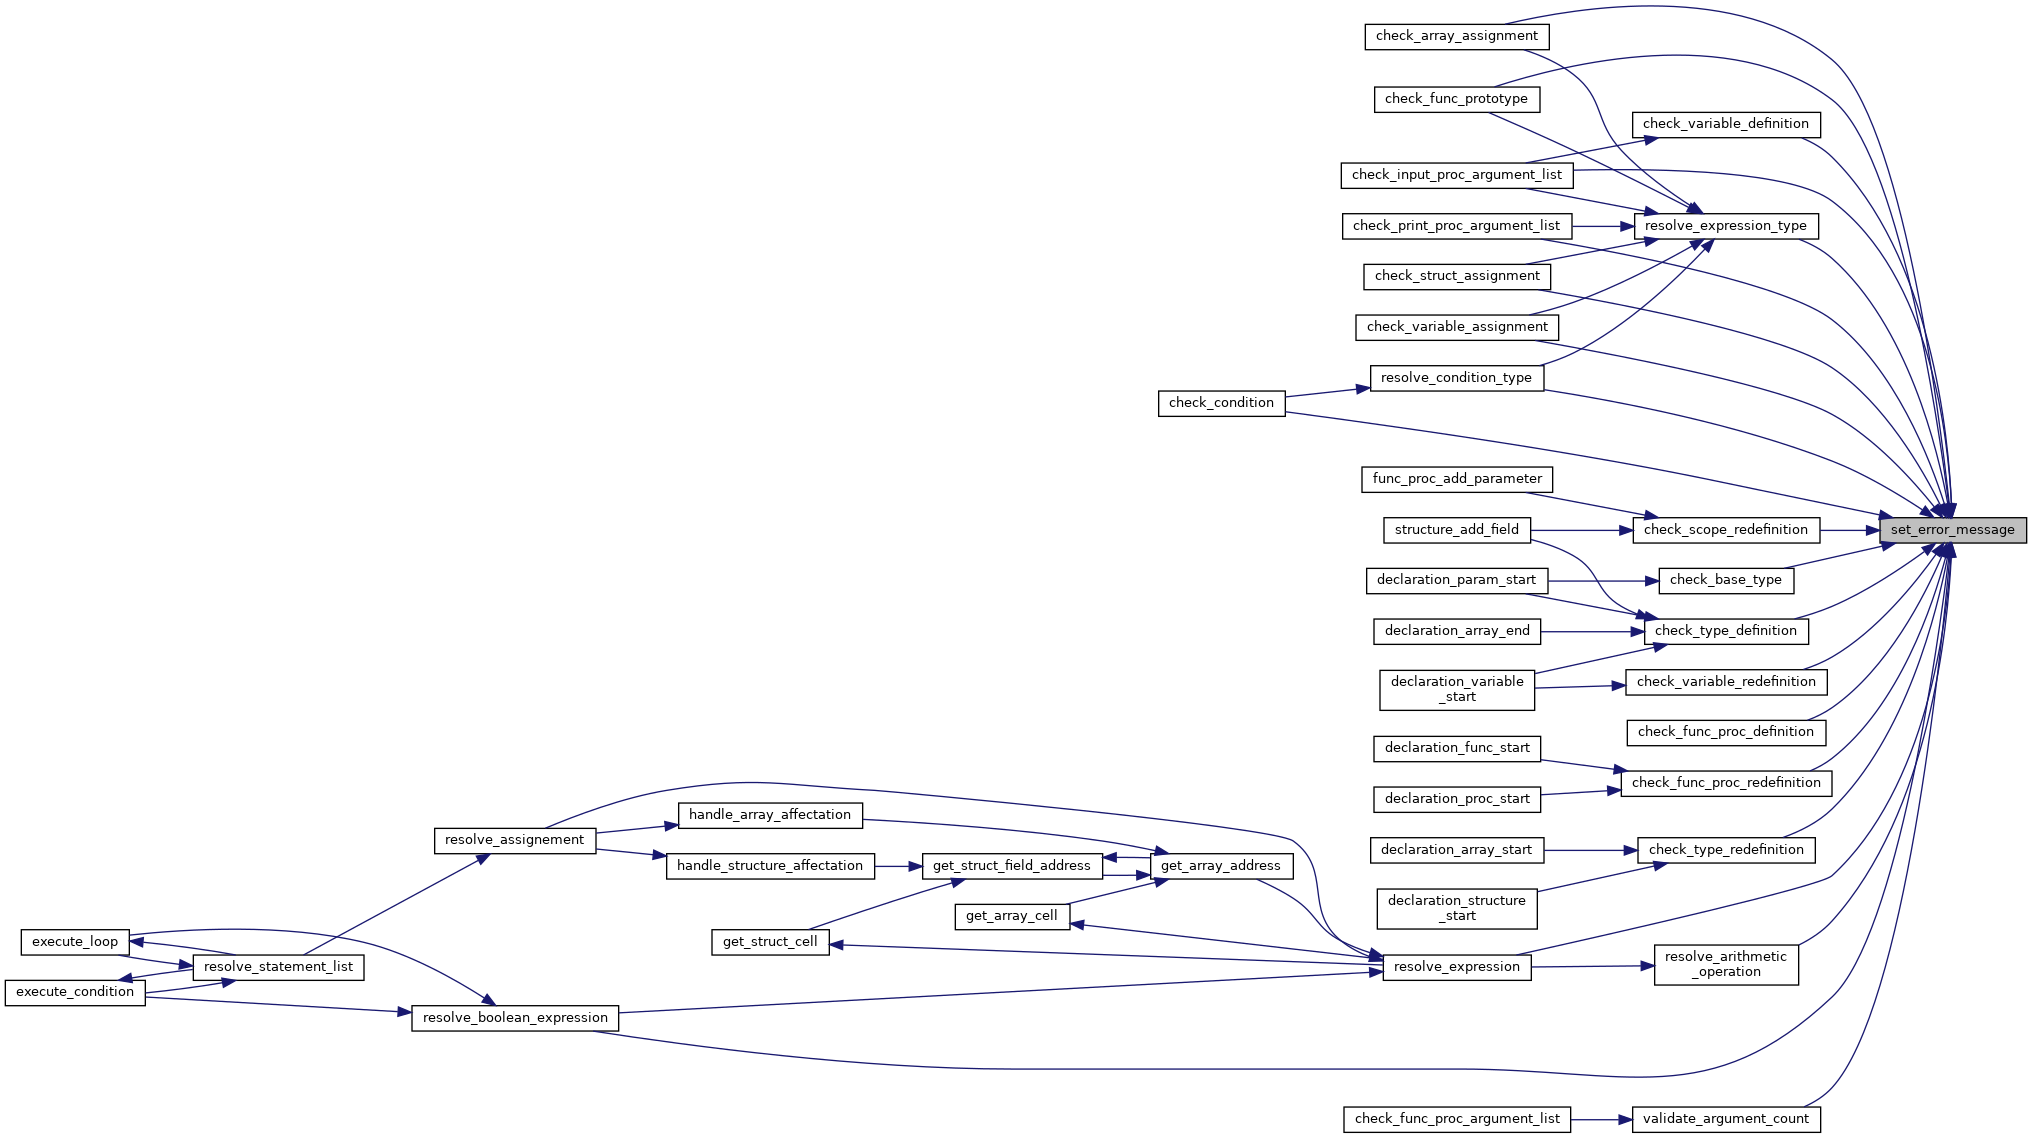 check_array_assignment
check_func_prototype
check_variable_definition
check_input_proc_argument_list
check_print_proc_argument_list
resolve_expression_type
check_struct_assignment
check_variable_assignment
resolve_condition_type
check_condition
func_proc_add_parameter
structure_add_field
check_scope_redefinition
set_error_message
declaration_param_start
check_base_type
declaration_array_end
check_type_definition
declaration_variable
_start
check_variable_redefinition
check_func_proc_definition
declaration_func_start
check_func_proc_redefinition
declaration_proc_start
handle_array_affectation
resolve_assignement
declaration_array_start
check_type_redefinition
handle_structure_affectation
get_struct_field_address
get_array_address
declaration_structure
_start
get_array_cell
execute_loop
get_struct_cell
resolve_statement_list
resolve_expression
resolve_arithmetic
_operation
execute_condition
resolve_boolean_expression
check_func_proc_argument_list
validate_argument_count